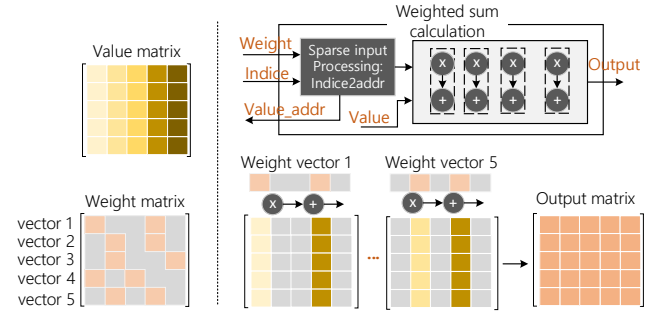 Value matrix
Weight matrix
vector 1
vector 2
vector 3
vector 4
vector 5
Weighted sum
calculation
Weight
Indice
Value_addr
Sparse input
Processing:
Indice2addr
Value
x x x x
+ + + +
Output
Weight vector 1
x +
...
Weight vector 5
x +
Output matrix